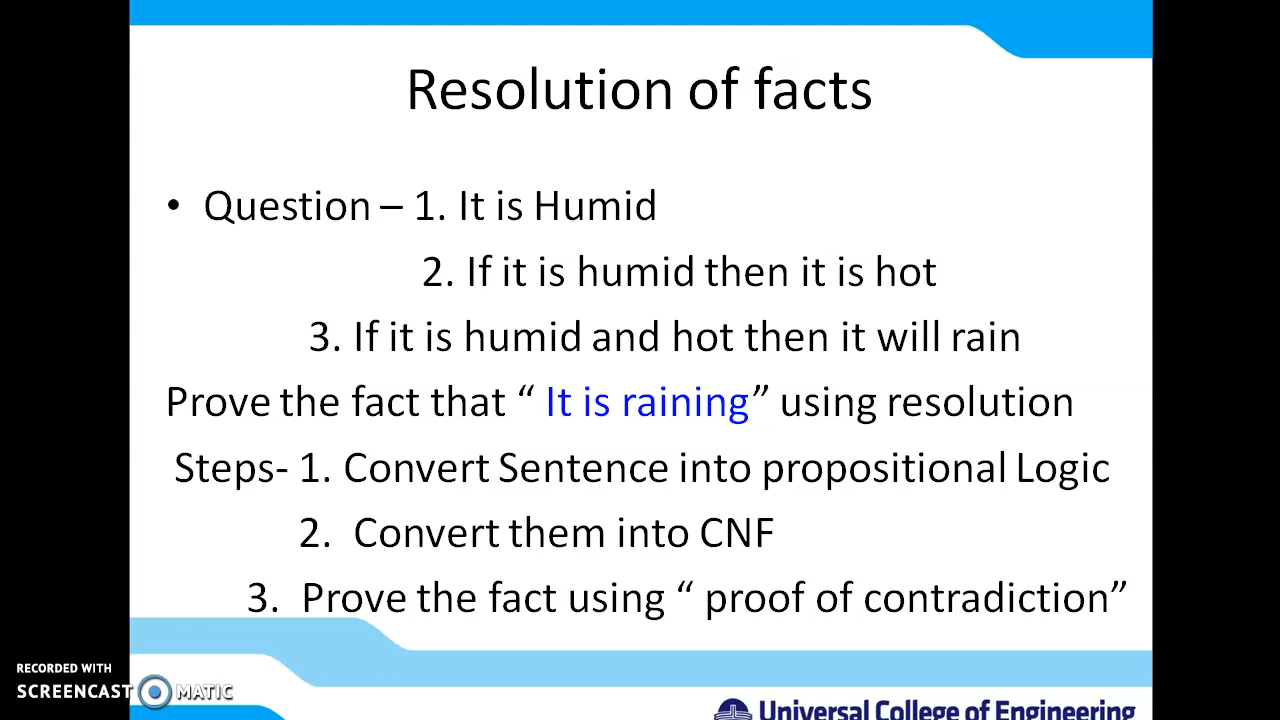 Resolution of facts
• Question – 1. It is Humid
2. If it is humid then it is hot
3. If it is humid and hot then it will rain
Prove the fact that “ It is raining” using resolution
Steps- 1. Convert Sentence into propositional Logic
2. Convert them into CNF
3. Prove the fact using “ proof of contradiction”
RECORDED WITH
SCREENCAST MATIC
Universal College of Engineering